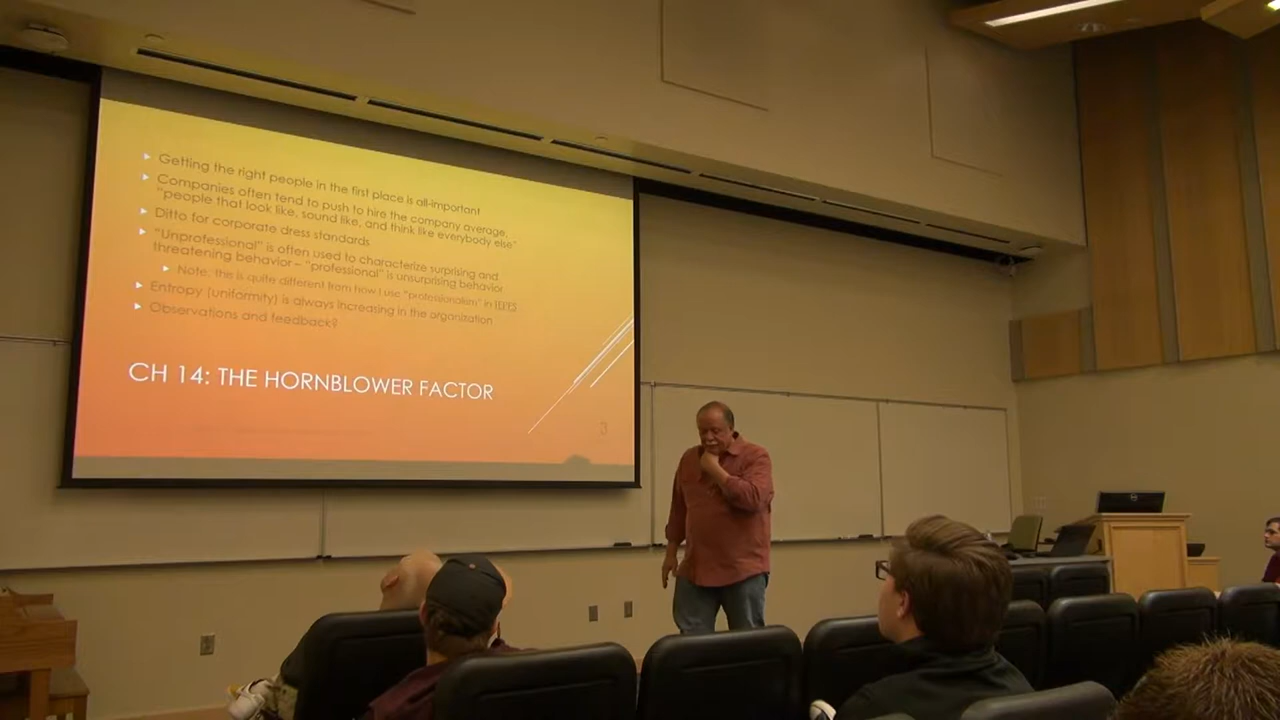 Getting the right people in the first place is all-important
Companies often tend to push to hire the company average,
"people that look like, sound like, and think like everybody else"
Ditto for corporate dress standards
"Unprofessional" is often used to characterize surprising and
threatening behavior – "professional" is unsurprising behavior
Note, this is quite different from how I use "professionalism" in IEPES
Entropy (uniformity) is always increasing in the organization
Observations and feedback?
CH 14: THE HORNBLOWER FACTOR
3